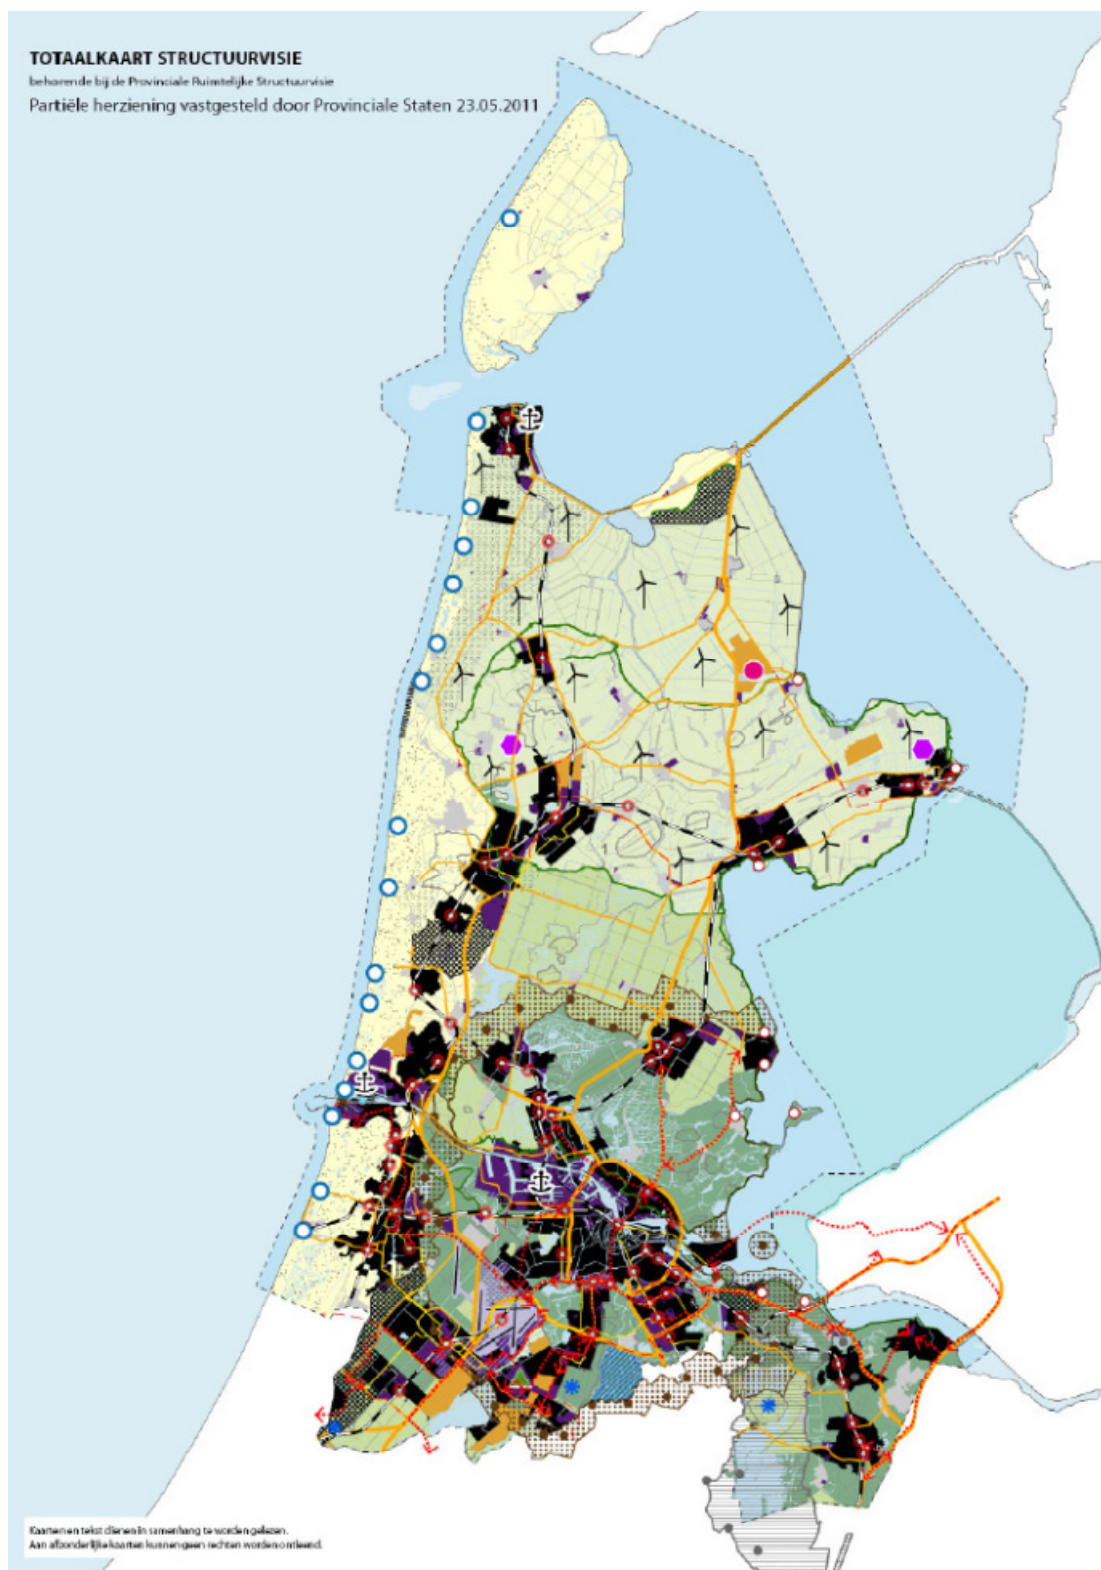 TOTAALKAART STRUCTUURVISIE
behorende bij de Provinciale Ruimtelijke Structuurvisie
Partiële herziening vastgesteld door Provinciale Staten 23.05.2011
Kaarten en tekst dienen in samenhang te worden gelezen.
Aan afzonderlijke kaarten kunnen geen rechten worden ontleend.